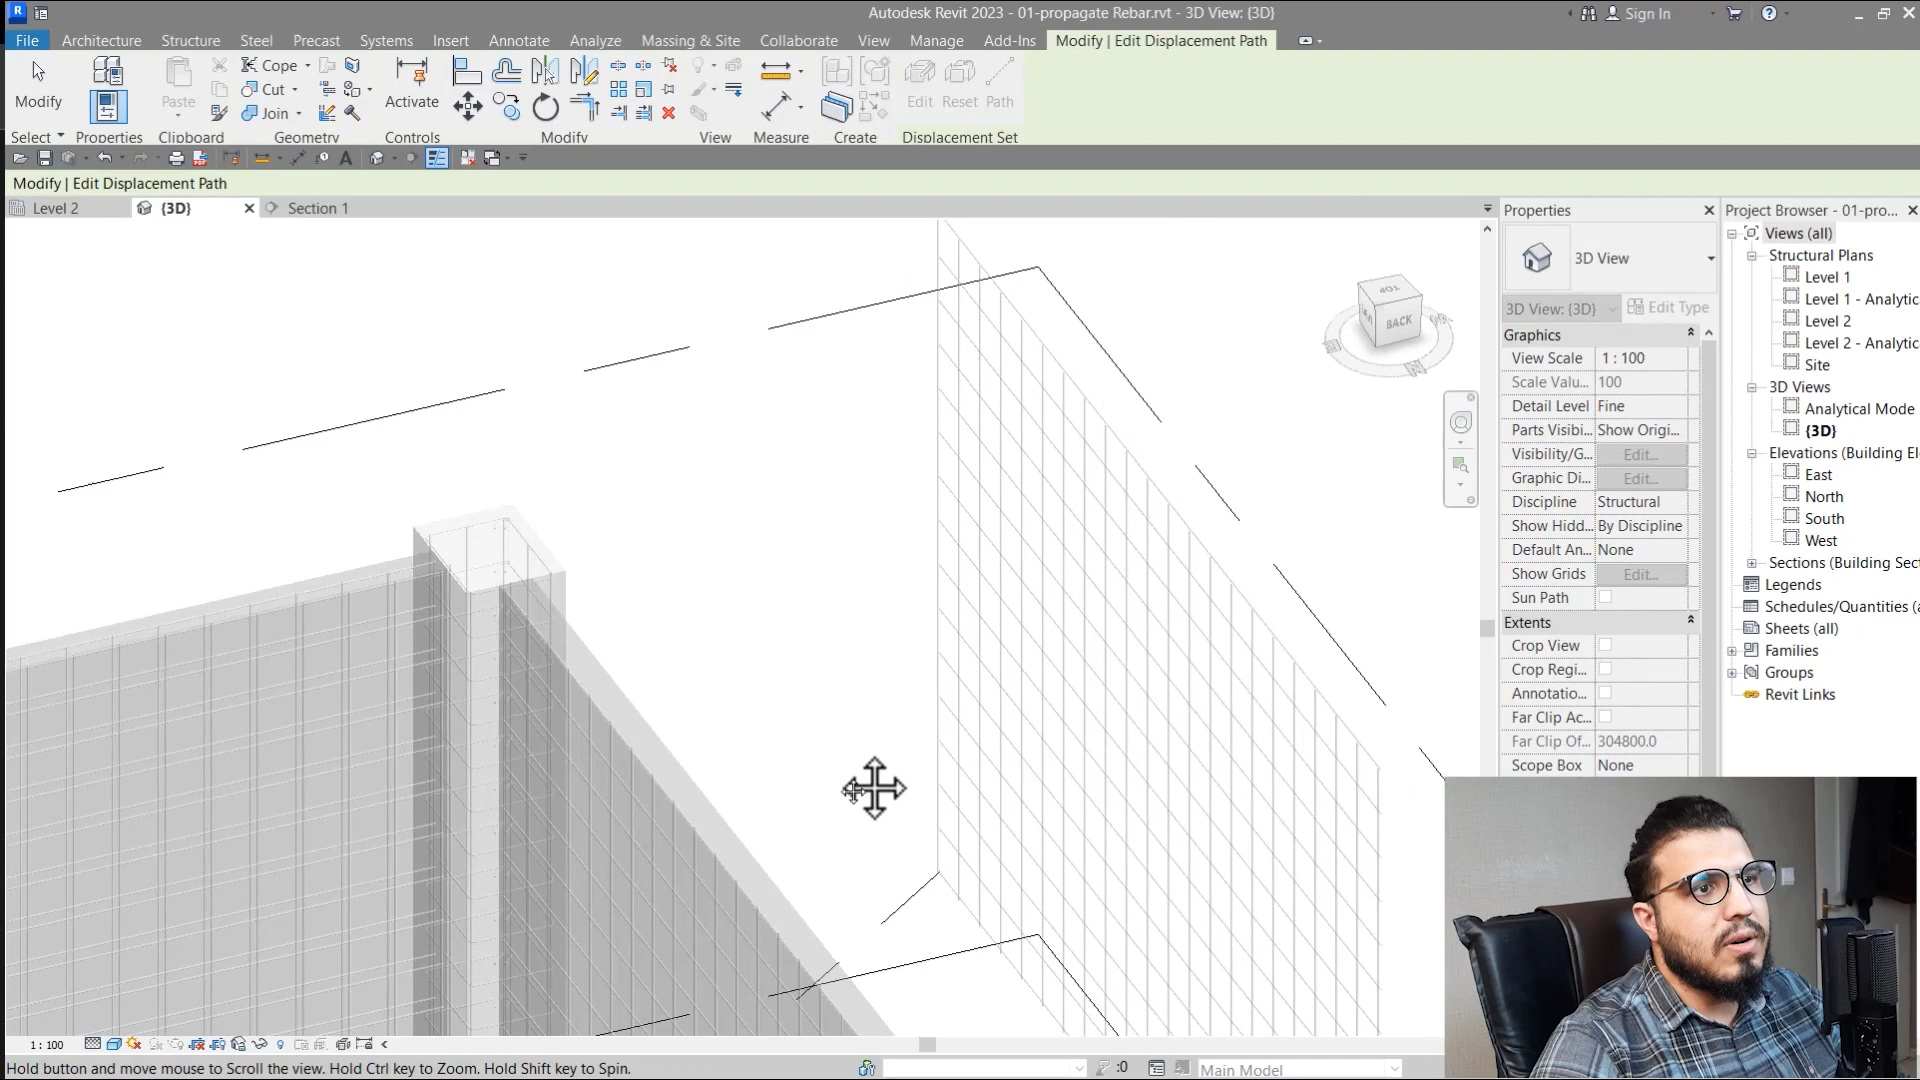 Autodesk Revit 2023 - 01-propagate Rebar.rvt - 3D View: {3D}
Sign In
File Architecture Structure Steel Precast Systems Insert Annotate Analyze Massing & Site Collaborate View Manage Add-Ins Modify | Edit Displacement Path
Modify
Paste
Cope
Cut
Join
Activate
Edit Reset Path
Select Properties Clipboard Geometry Controls Modify View Measure Create Displacement Set
Modify | Edit Displacement Path
Level 2
{3D}
Section 1
TOP
BACK
Properties
3D View
3D View: {3D}
Edit Type
Graphics
View Scale 1 : 100
Scale Valu... 100
Detail Level Fine
Parts Visibi... Show Origi...
Visibility/G... Edit...
Graphic Di... Edit...
Discipline Structural
Show Hidd... By Discipline
Default An... None
Show Grids Edit...
Sun Path
Extents
Crop View
Crop Regi...
Annotatio...
Far Clip Ac...
Far Clip Of... 304800.0
Scope Box None
Project Browser - 01-pro...
Views (all)
Structural Plans
Level 1
Level 1 - Analytic
Level 2
Level 2 - Analytic
Site
3D Views
Analytical Mode
{3D}
Elevations (Building El
East
North
South
West
Sections (Building Sect
Legends
Schedules/Quantities (
Sheets (all)
Families
Groups
Revit Links
1 : 100
Hold button and move mouse to Scroll the view. Hold Ctrl key to Zoom. Hold Shift key to Spin.
:0
Main Model